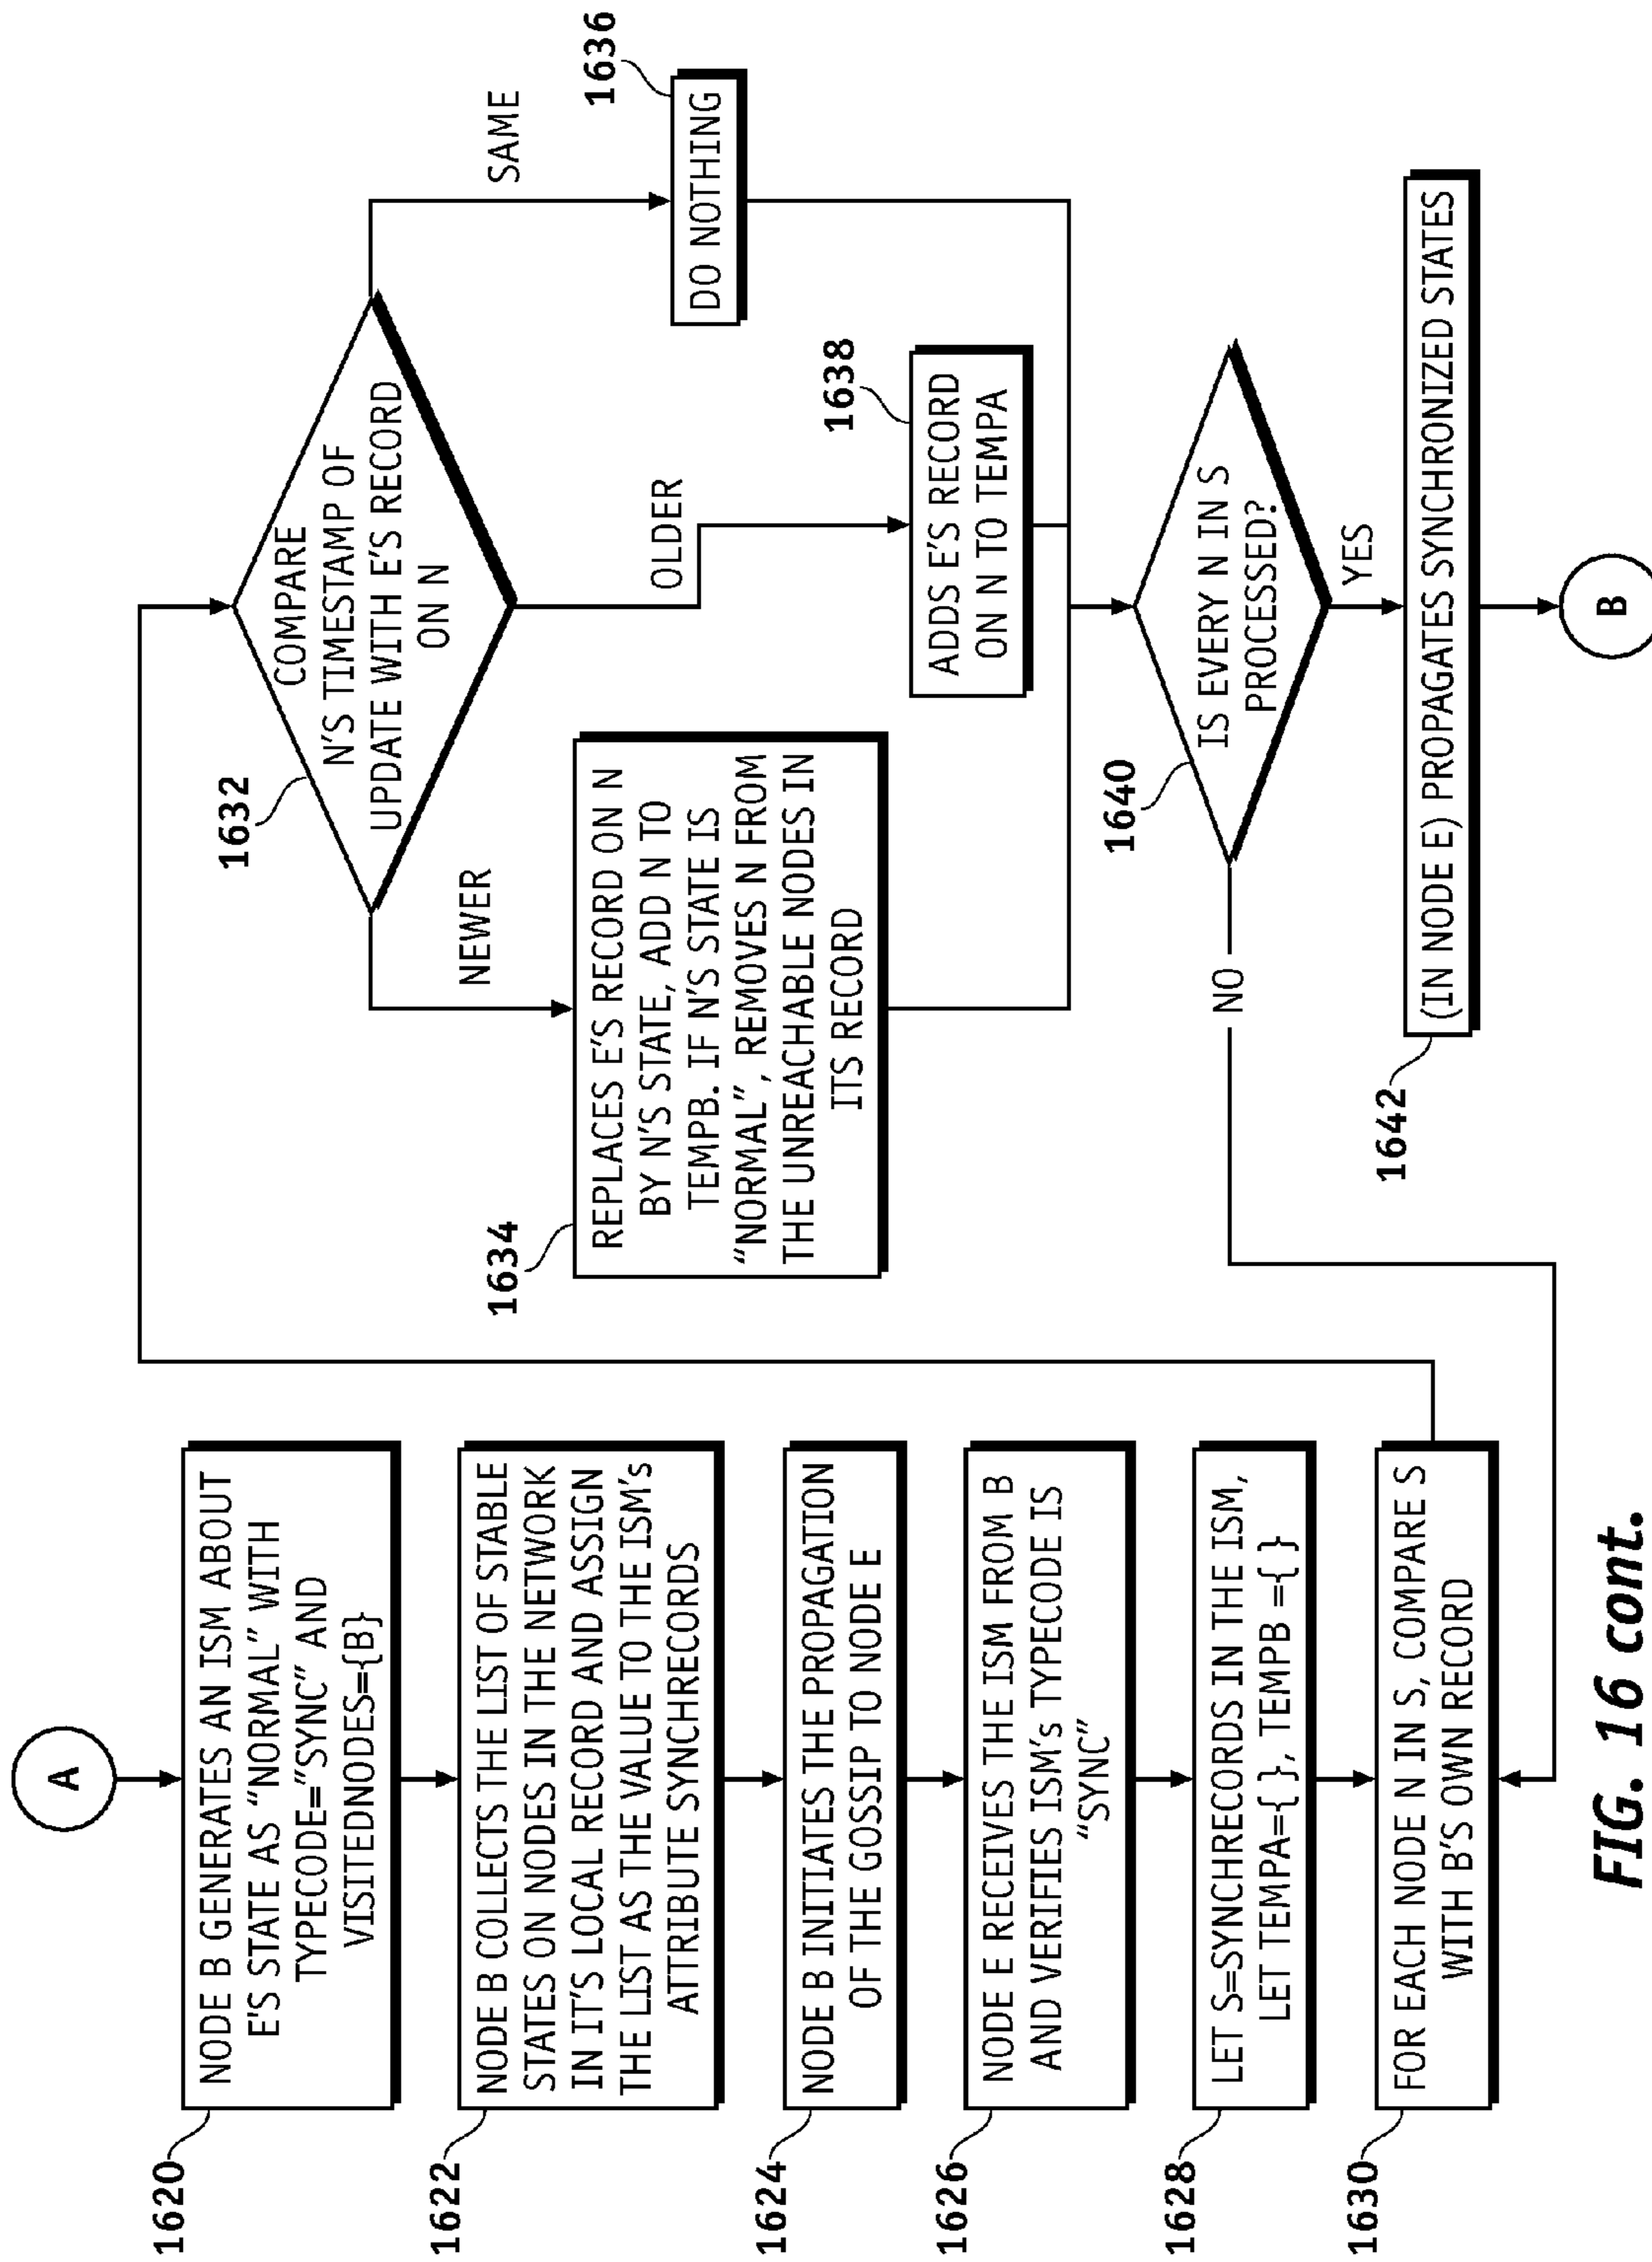 A
1620
NODE B GENERATES AN ISM ABOUT
E'S STATE AS "NORMAL" WITH
TYPECODE="SYNC" AND
VISITEDNODES={B}
1622
NODE B COLLECTS THE LIST OF STABLE
STATES ON NODES IN THE NETWORK
IN IT'S LOCAL RECORD AND ASSIGN
THE LIST AS THE VALUE TO THE ISM's
ATTRIBUTE SYNCHRECORDS
1624
NODE B INITIATES THE PROPAGATION
OF THE GOSSIP TO NODE E
1626
NODE E RECEIVES THE ISM FROM B
AND VERIFIES ISM's TYPECODE IS
"SYNC"
1628
LET S=SYNCHRECORDS IN THE ISM,
LET TEMPA={ }, TEMPB ={ }
1630
FOR EACH NODE N IN S, COMPARE S
WITH B'S OWN RECORD
1632
COMPARE
N'S TIMESTAMP OF
UPDATE WITH E'S RECORD
ON N
NEWER
OLDER
SAME
1634
REPLACES E'S RECORD ON N
BY N'S STATE, ADD N TO
TEMPB. IF N'S STATE IS
"NORMAL", REMOVES N FROM
THE UNREACHABLE NODES IN
ITS RECORD
1638
ADDS E'S RECORD
ON N TO TEMPA
1636
DO NOTHING
1640
IS EVERY N IN S
PROCESSED?
NO
YES
1642
(IN NODE E) PROPAGATES SYNCHRONIZED STATES
B
FIG. 16 cont.